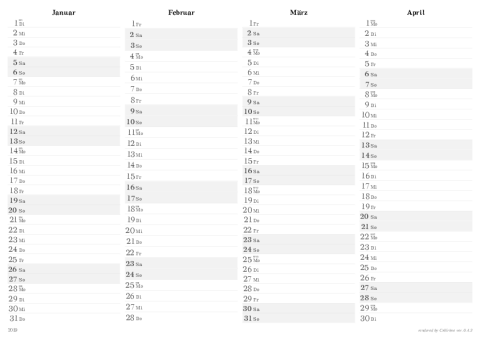 Januar
1 Di
2 Mi
3 Do
4 Fr
5 Sa
6 So
7 Mo
8 Di
9 Mi
10 Do
11 Fr
12 Sa
13 So
14 Mo
15 Di
16 Mi
17 Do
18 Fr
19 Sa
20 So
21 Mo
22 Di
23 Mi
24 Do
25 Fr
26 Sa
27 So
28 Mo
29 Di
30 Mi
31 Do
Februar
1 Fr
2 Sa
3 So
4 Mo
5 Di
6 Mi
7 Do
8 Fr
9 Sa
10 So
11 Mo
12 Di
13 Mi
14 Do
15 Fr
16 Sa
17 So
18 Mo
19 Di
20 Mi
21 Do
22 Fr
23 Sa
24 So
25 Mo
26 Di
27 Mi
28 Do
März
1 Fr
2 Sa
3 So
4 Mo
5 Di
6 Mi
7 Do
8 Fr
9 Sa
10 So
11 Mo
12 Di
13 Mi
14 Do
15 Fr
16 Sa
17 So
18 Mo
19 Di
20 Mi
21 Do
22 Fr
23 Sa
24 So
25 Mo
26 Di
27 Mi
28 Do
29 Fr
30 Sa
31 So
April
1 Mo
2 Di
3 Mi
4 Do
5 Fr
6 Sa
7 So
8 Mo
9 Di
10 Mi
11 Do
12 Fr
13 Sa
14 So
15 Mo
16 Di
17 Mi
18 Do
19 Fr
20 Sa
21 So
22 Mo
23 Di
24 Mi
25 Do
26 Fr
27 Sa
28 So
29 Mo
30 Di
2019